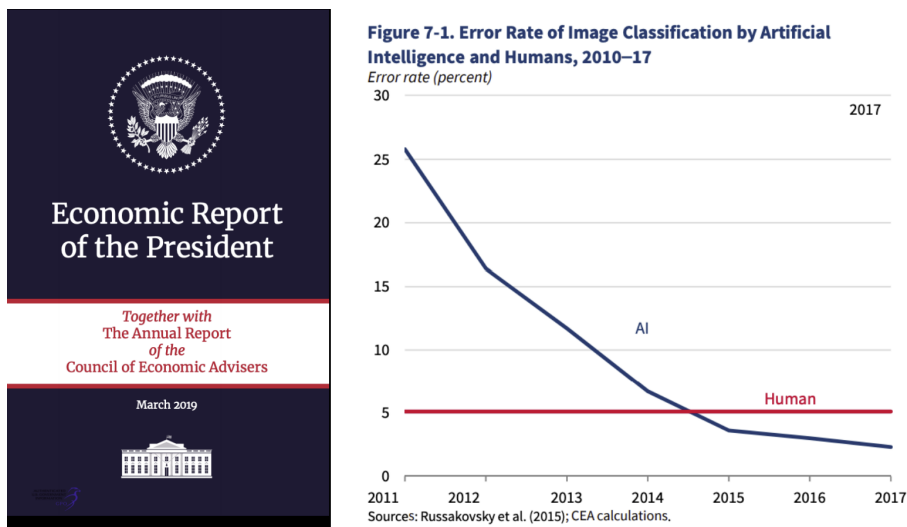 Economic Report
of the President
Together with
The Annual Report
of the
Council of Economic Advisers
March 2019
Figure 7-1. Error Rate of Image Classification by Artificial
Intelligence and Humans, 2010–17
Error rate (percent)
30
2017
25
20
15
10
AI
Human
5
0
2011 2012 2013 2014 2015 2016 2017
Sources: Russakovsky et al. (2015); CEA calculations.